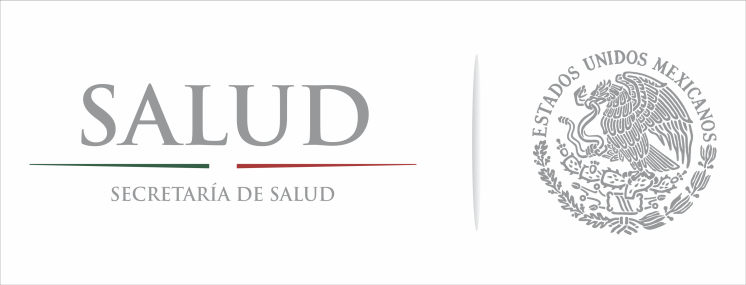 SALUD
SECRETARÍA DE SALUD
ESTADOS UNIDOS MEXICANOS